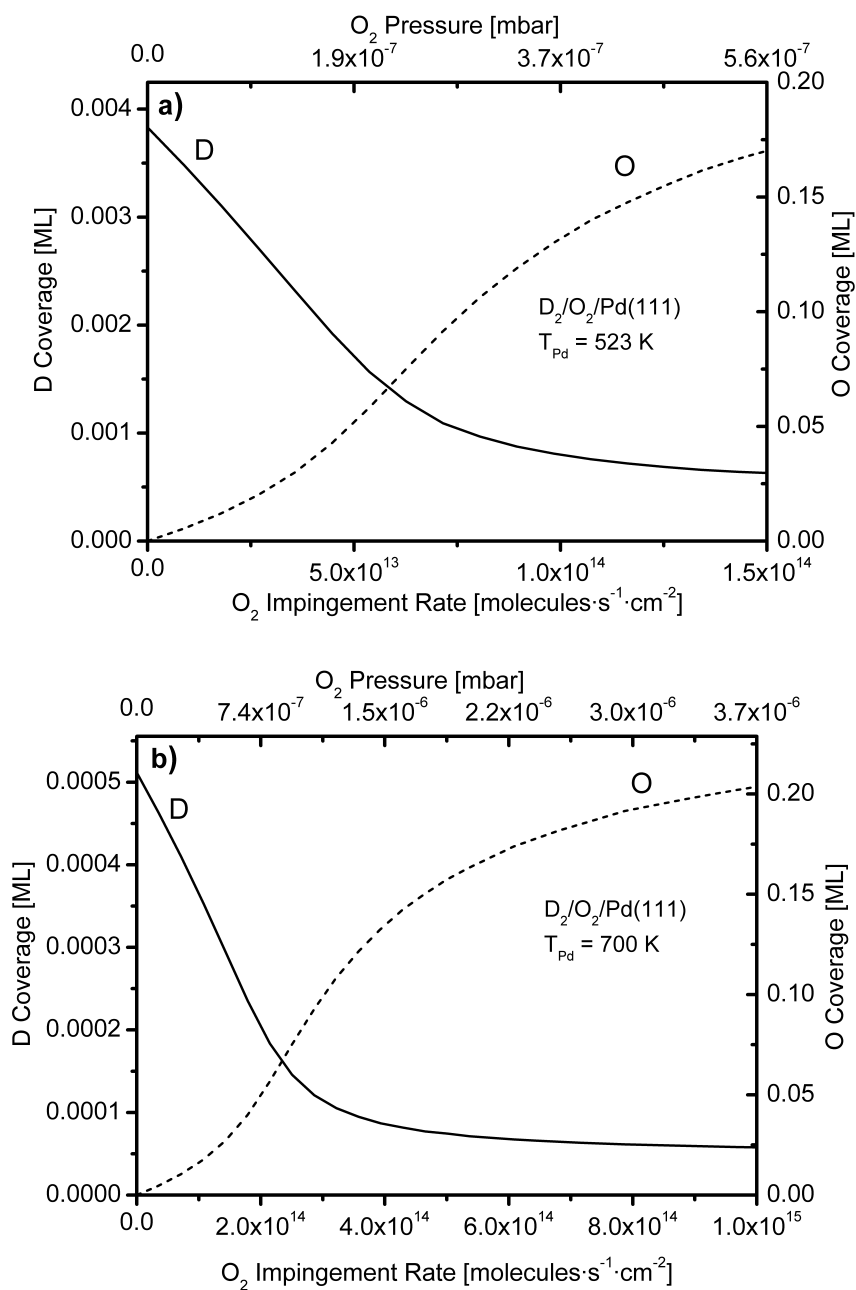 O₂ Pressure [mbar]
0.0 1.9x10⁻⁷ 3.7x10⁻⁷ 5.6x10⁻⁷
a)
D
O
0.004
0.003
0.002
0.001
0.000
D Coverage [ML]
0.20
0.15
0.10
0.05
0.00
O Coverage [ML]
D₂/O₂/Pd(111)
T_Pd = 523 K
0.0 5.0x10¹³ 1.0x10¹⁴ 1.5x10¹⁴
O₂ Impingement Rate [molecules·s⁻¹·cm⁻²]
O₂ Pressure [mbar]
0.0 7.4x10⁻⁷ 1.5x10⁻⁶ 2.2x10⁻⁶ 3.0x10⁻⁶ 3.7x10⁻⁶
b)
D
O
0.0005
0.0004
0.0003
0.0002
0.0001
0.0000
D Coverage [ML]
0.20
0.15
0.10
0.05
0.00
O Coverage [ML]
D₂/O₂/Pd(111)
T_Pd = 700 K
0.0 2.0x10¹⁴ 4.0x10¹⁴ 6.0x10¹⁴ 8.0x10¹⁴ 1.0x10¹⁵
O₂ Impingement Rate [molecules·s⁻¹·cm⁻²]